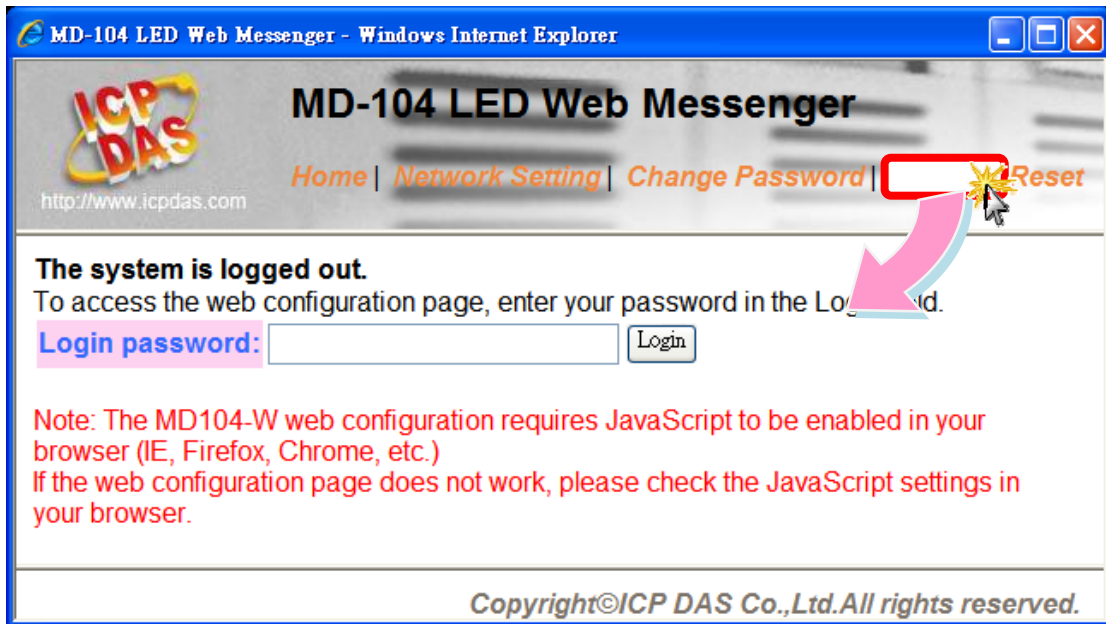 MD-104 LED Web Messenger - Windows Internet Explorer
ICP DAS
http://www.icpdas.com
MD-104 LED Web Messenger
Home | Network Setting | Change Password | Reset
The system is logged out.
To access the web configuration page, enter your password in the
Login password: Login
Note: The MD104-W web configuration requires JavaScript to be enabled in your
browser (IE, Firefox, Chrome, etc.)
If the web configuration page does not work, please check the JavaScript settings in
your browser.
Copyright©ICP DAS Co.,Ltd.All rights reserved.